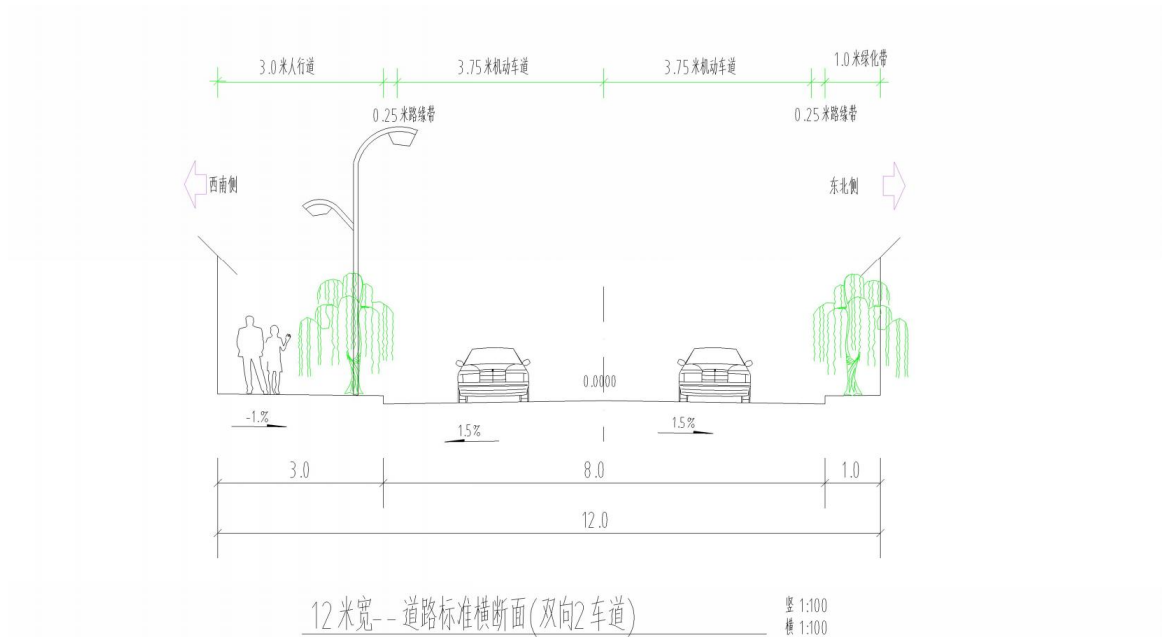 3.0米人行道
3.75米机动车道
3.75米机动车道
1.0米绿化带
0.25米路缘带
0.25米路缘带
西南侧
东北侧
0.0000
-1.%
1.5%
1.5%
3.0
8.0
1.0
12.0
12米宽--道路标准横断面(双向2车道)
竖 1:100
横 1:100